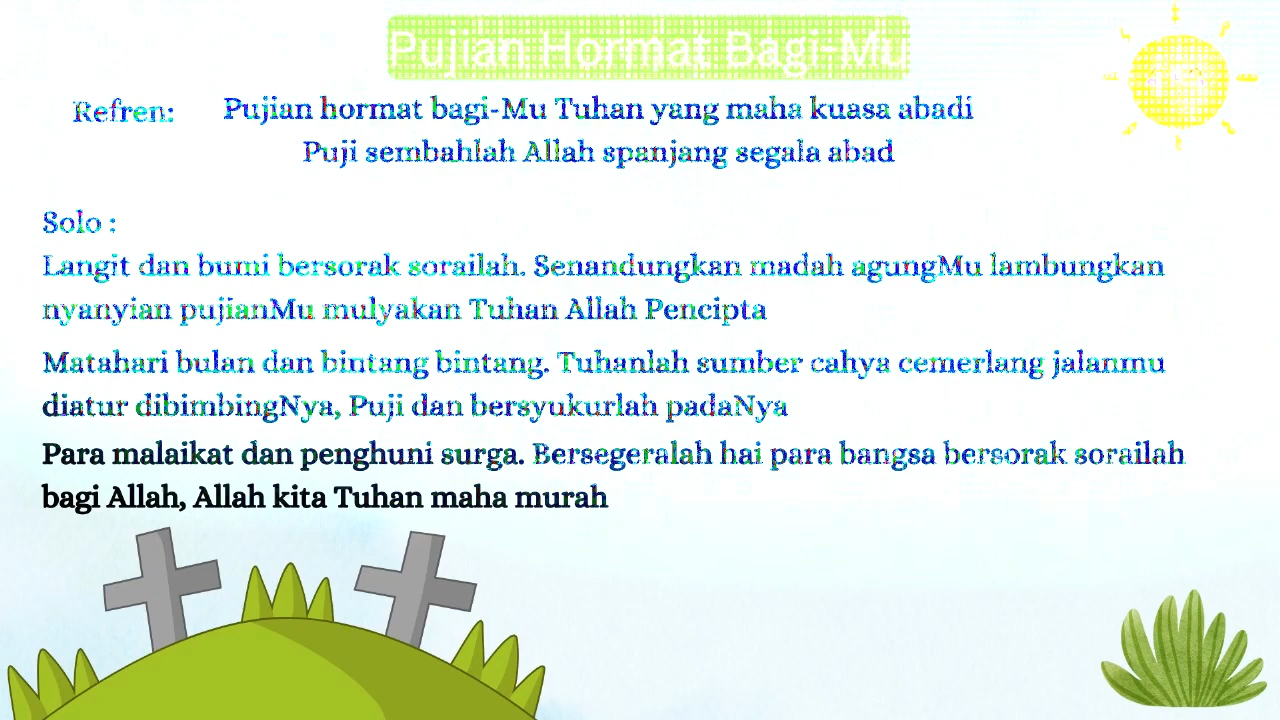 Pujian Hormat Bagi-Mu
Refren: Pujian hormat bagi-Mu Tuhan yang maha kuasa abadi
Puji sembahlah Allah spanjang segala abad
Solo :
Langit dan bumi bersorak sorailah. Senandungkan madah agungMu lambungkan
nyanyian pujianMu mulyakan Tuhan Allah Pencipta
Matahari bulan dan bintang bintang. Tuhanlah sumber cahya cemerlang jalanmu
diatur dibimbingNya, Puji dan bersyukurlah padaNya
Para malaikat dan penghuni surga. Bersegeralah hai para bangsa bersorak sorailah
bagi Allah, Allah kita Tuhan maha murah